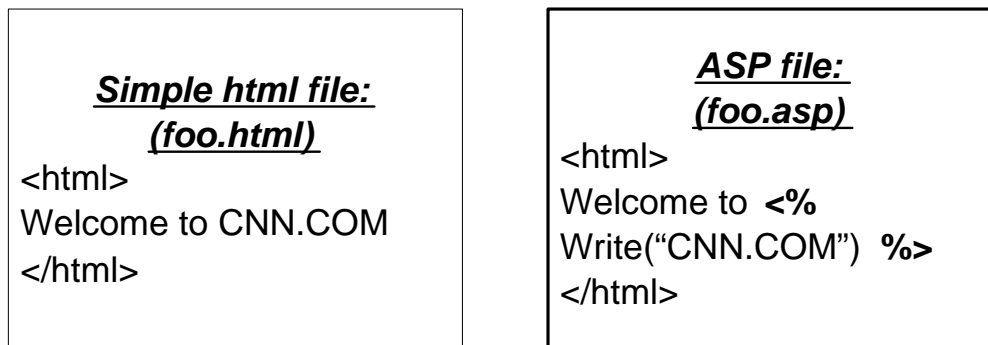 Simple html file:
(foo.html)
<html>
Welcome to CNN.COM
</html>
ASP file:
(foo.asp)
<html>
Welcome to <%
Write(“CNN.COM”) %>
</html>